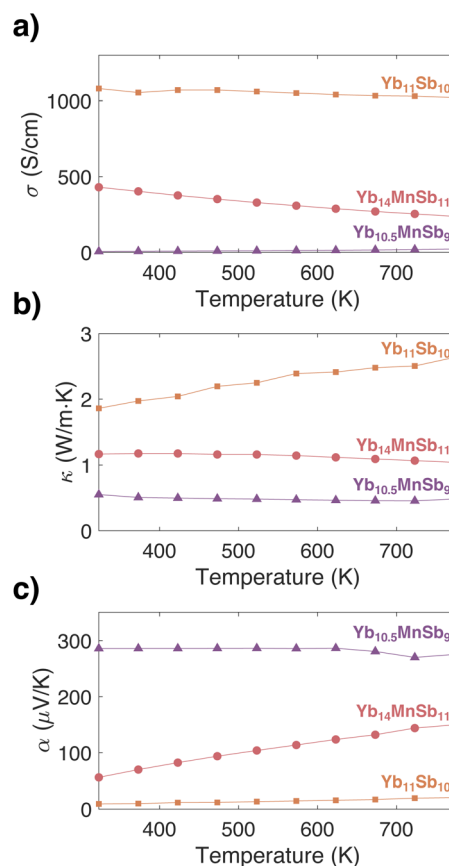 a)
1000
500
0
σ (S/cm)
Yb₁₁Sb₁₀
Yb₁₄MnSb₁₁
Yb₁₀.₅MnSb₉
400 500 600 700
Temperature (K)
b)
3
2
1
0
κ (W/m·K)
Yb₁₁Sb₁₀
Yb₁₄MnSb₁₁
Yb₁₀.₅MnSb₉
400 500 600 700
Temperature (K)
c)
300
200
100
0
α (μV/K)
Yb₁₀.₅MnSb₉
Yb₁₄MnSb₁₁
Yb₁₁Sb₁₀
400 500 600 700
Temperature (K)